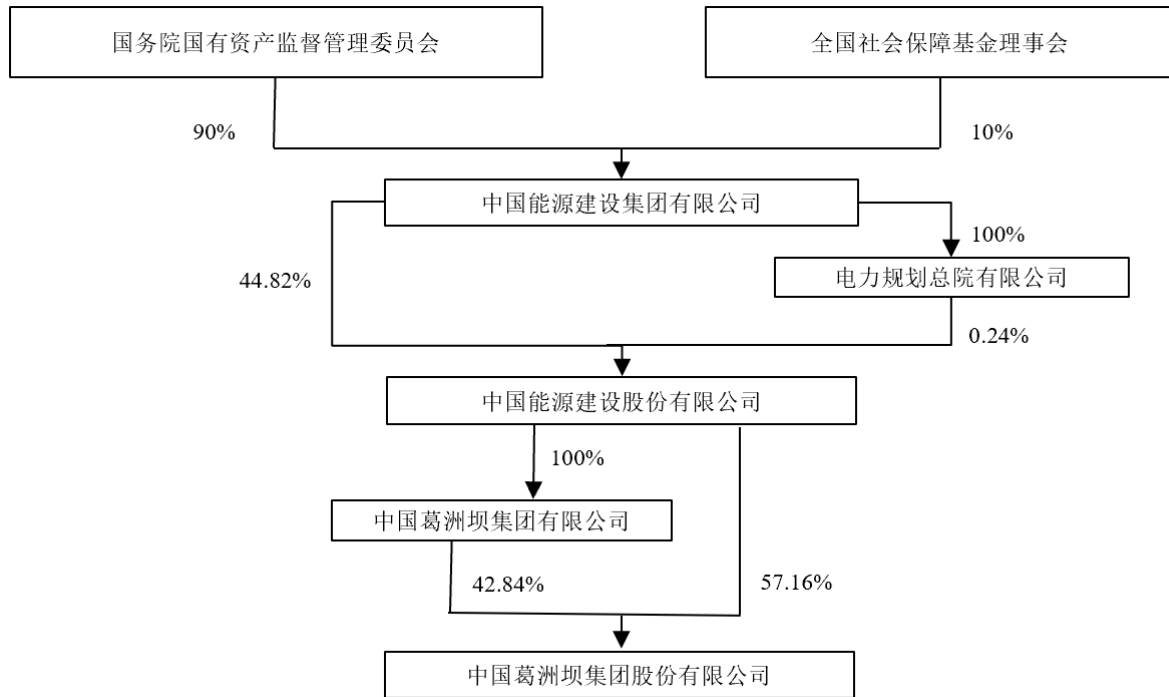 国务院国有资产监督管理委员会
全国社会保障基金理事会
90%
10%
中国能源建设集团有限公司
100%
44.82%
电力规划总院有限公司
0.24%
中国能源建设股份有限公司
100%
中国葛洲坝集团有限公司
42.84%
57.16%
中国葛洲坝集团股份有限公司